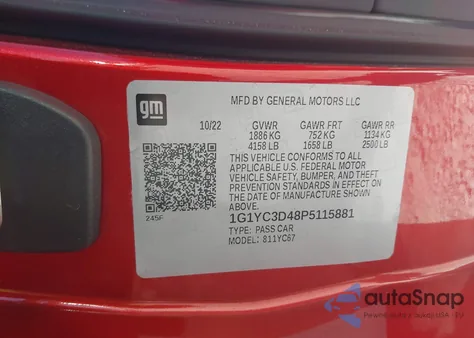 gm
MFD BY GENERAL MOTORS LLC
10/22 GVWR GAWR FRT GAWR RR
1886 KG 752 KG 1134 KG
4158 LB 1658 LB 2500 LB
THIS VEHICLE CONFORMS TO ALL
APPLICABLE U.S. FEDERAL MOTOR
VEHICLE SAFETY, BUMPER, AND THEFT
PREVENTION STANDARDS IN EFFECT ON
THE DATE OF MANUFACTURE SHOWN
ABOVE.
245F
1G1YC3D48P5115881
TYPE: PASS CAR
MODEL: 811YC67
autoSnap